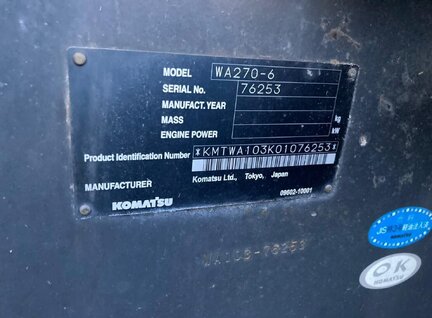 MODEL WA270-6
SERIAL No. 76253
MANUFACT. YEAR
MASS kg
ENGINE POWER kW
Product Identification Number *KMTWA103K01076253*
MANUFACTURER Komatsu Ltd., Tokyo, Japan
KOMATSU 09602-10001
JS
OK
KOMATSU